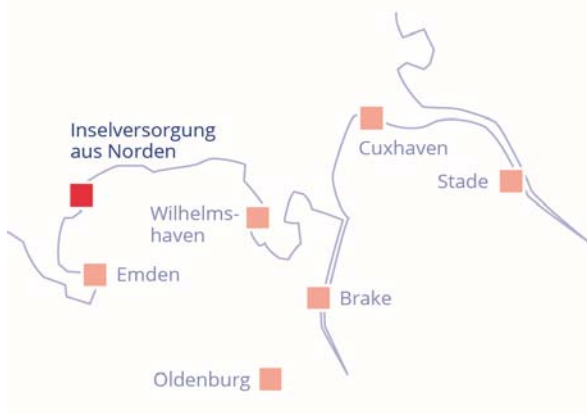 Inselversorgung
aus Norden
Cuxhaven
Stade
Wilhelms-
haven
Emden
Brake
Oldenburg